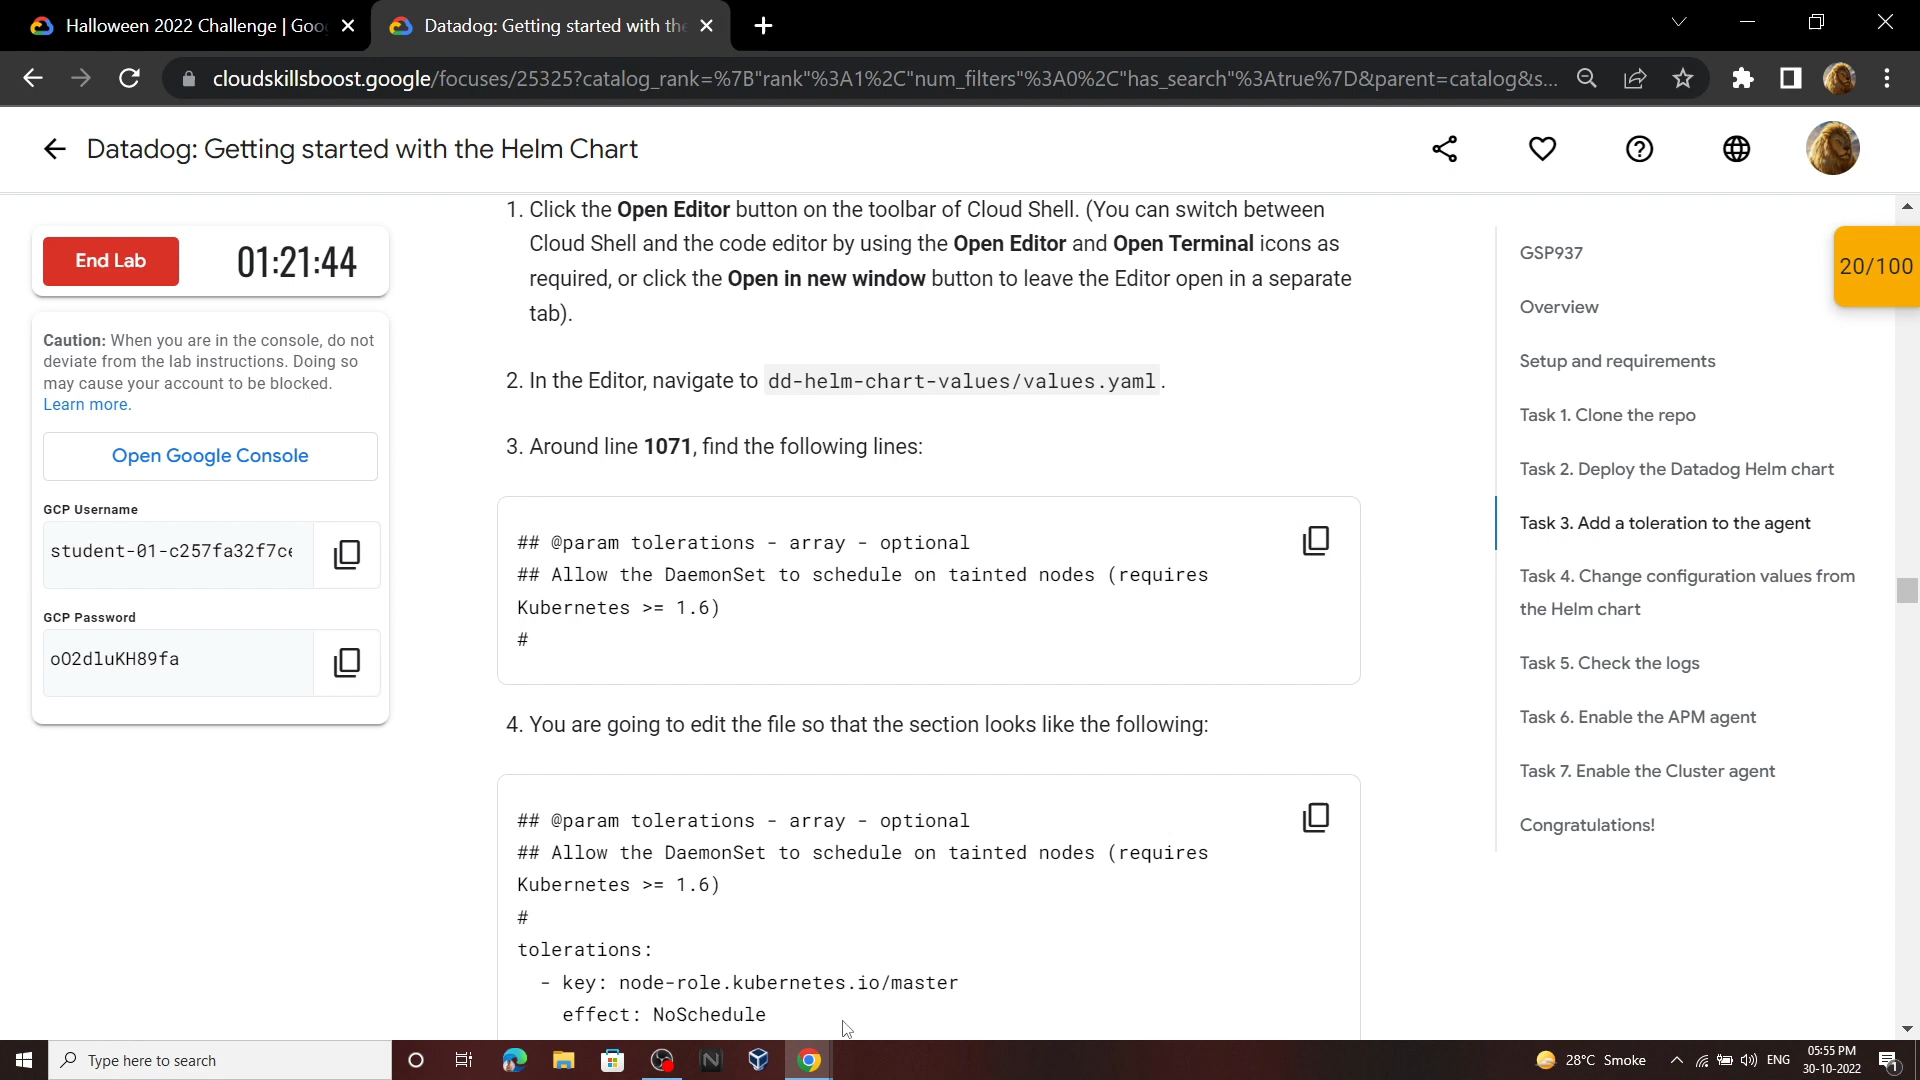 Halloween 2022 Challenge | Goo
Datadog: Getting started with the
cloudskillsboost.google/focuses/25325?catalog_rank=%7B"rank"%3A1%2C"num_filters"%3A0%2C"has_search"%3Atrue%7D&parent=catalog&s...
Datadog: Getting started with the Helm Chart
End Lab
01:21:44
Caution: When you are in the console, do not
deviate from the lab instructions. Doing so
may cause your account to be blocked.
Learn more.
Open Google Console
GCP Username
student-01-c257fa32f7ce
GCP Password
oO2dluKH89fa
1. Click the Open Editor button on the toolbar of Cloud Shell. (You can switch between
Cloud Shell and the code editor by using the Open Editor and Open Terminal icons as
required, or click the Open in new window button to leave the Editor open in a separate
tab).
2. In the Editor, navigate to dd-helm-chart-values/values.yaml.
3. Around line 1071, find the following lines:
## @param tolerations - array - optional
## Allow the DaemonSet to schedule on tainted nodes (requires
Kubernetes >= 1.6)
#
4. You are going to edit the file so that the section looks like the following:
## @param tolerations - array - optional
## Allow the DaemonSet to schedule on tainted nodes (requires
Kubernetes >= 1.6)
#
tolerations:
- key: node-role.kubernetes.io/master
effect: NoSchedule
GSP937
Overview
Setup and requirements
Task 1. Clone the repo
Task 2. Deploy the Datadog Helm chart
Task 3. Add a toleration to the agent
Task 4. Change configuration values from
the Helm chart
Task 5. Check the logs
Task 6. Enable the APM agent
Task 7. Enable the Cluster agent
Congratulations!
20/100
Type here to search
28°C Smoke
ENG
05:55 PM
30-10-2022
1